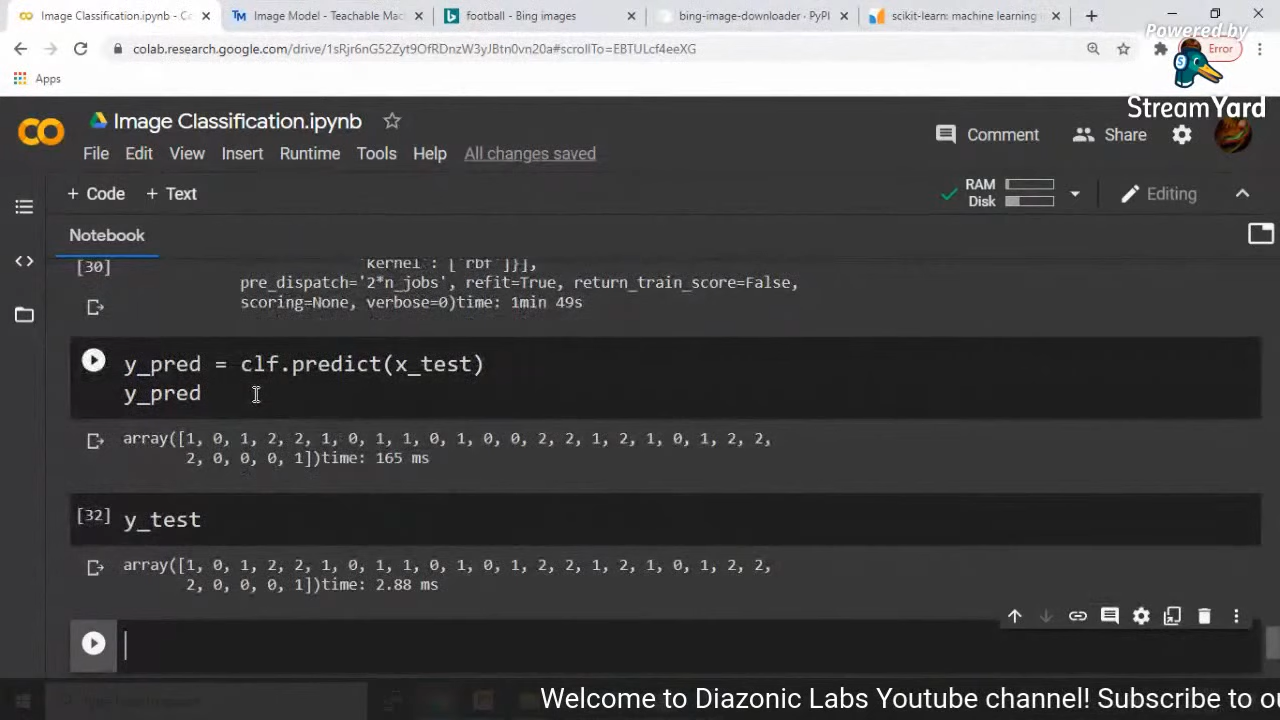 Image Classification.ipynb - Co
Image Model - Teachable Mac
football - Bing images
bing-image-downloader · PyPI
scikit-learn: machine learning i
colab.research.google.com/drive/1sRjr6nG52Zyt9OfRDnzW3yJBtn0vn20a#scrollTo=EBTULcf4eeXG
Error
Apps
Powered by
StreamYard
Image Classification.ipynb
File Edit View Insert Runtime Tools Help All changes saved
Comment Share
+ Code + Text
RAM
Disk
Editing
Notebook
[30]
'kernel': ['rbf']}],
pre_dispatch='2*n_jobs', refit=True, return_train_score=False,
scoring=None, verbose=0)time: 1min 49s
y_pred = clf.predict(x_test)
y_pred
array([1, 0, 1, 2, 2, 1, 0, 1, 1, 0, 1, 0, 0, 2, 2, 1, 2, 1, 0, 1, 2, 2,
2, 0, 0, 0, 1])time: 165 ms
[32] y_test
array([1, 0, 1, 2, 2, 1, 0, 1, 1, 0, 1, 0, 1, 2, 2, 1, 2, 1, 0, 1, 2, 2,
2, 0, 0, 0, 1])time: 2.88 ms
Type here to search
Welcome to Diazonic Labs Youtube channel! Subscribe to ou